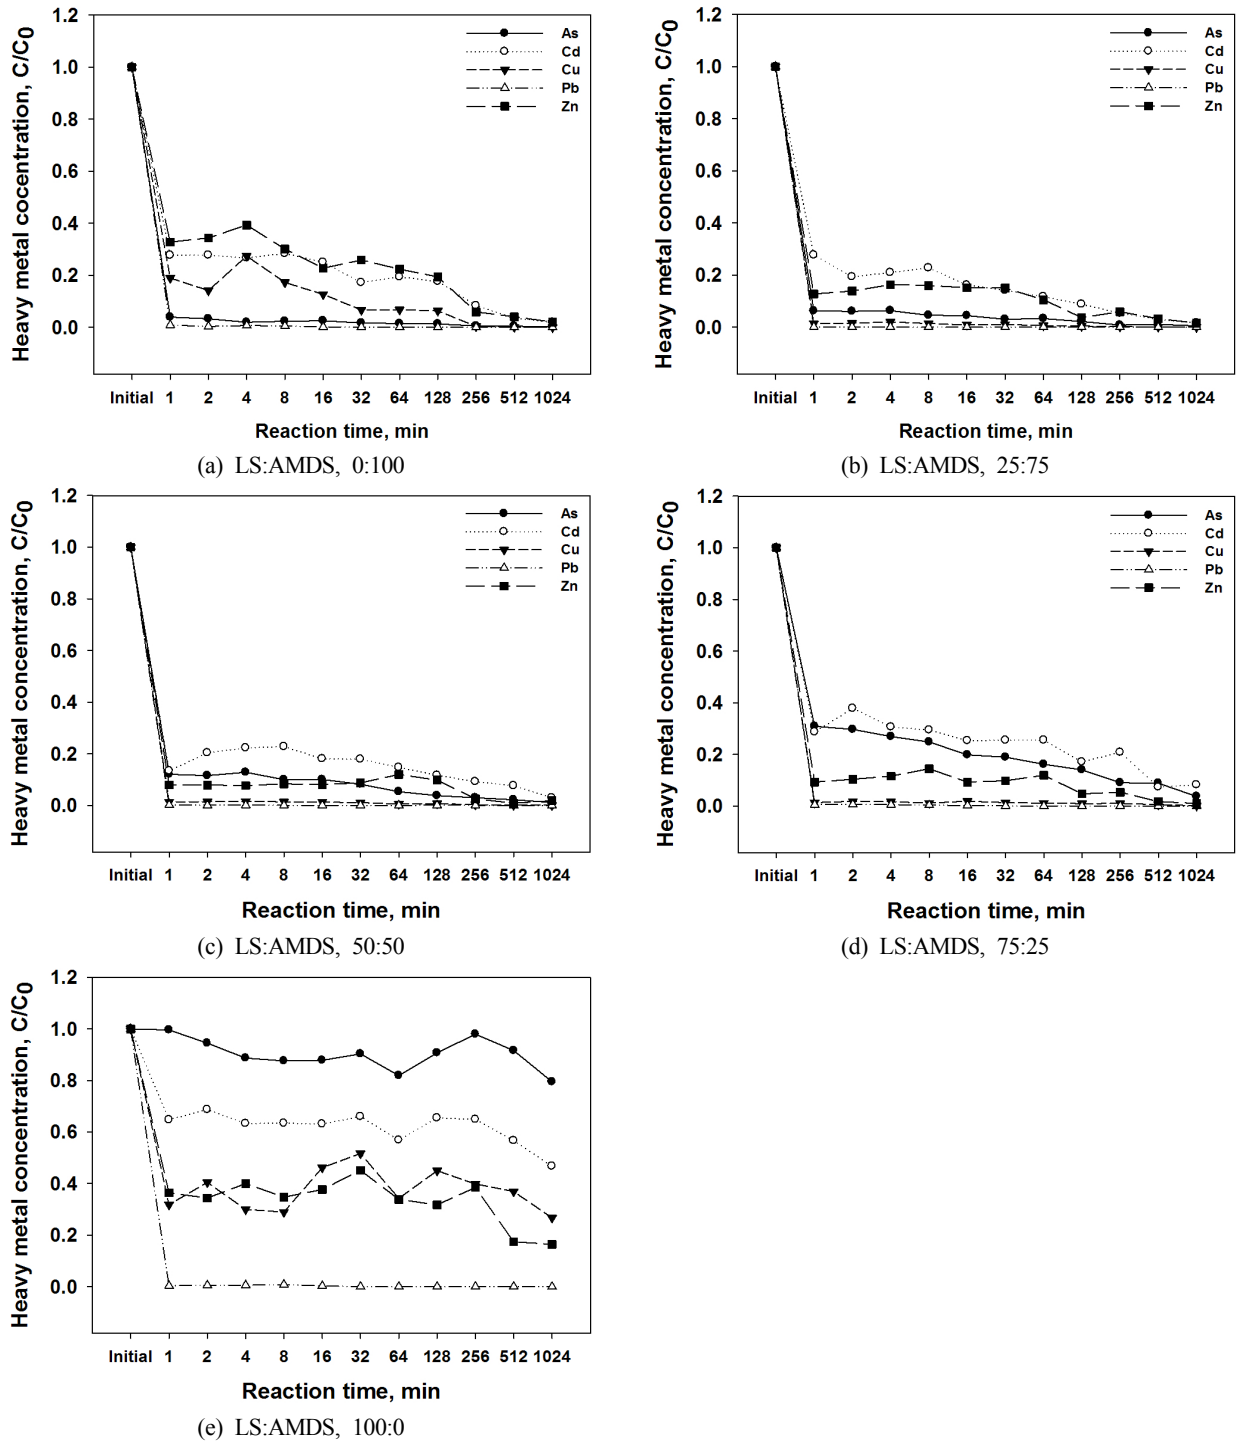 Heavy metal cocentration, C/C0
1.2
1.0
0.8
0.6
0.4
0.2
0.0
As
Cd
Cu
Pb
Zn
Initial 1 2 4 8 16 32 64 128 256 512 1024
Reaction time, min
(a) LS:AMDS, 0:100
Heavy metal concentration, C/C0
1.2
1.0
0.8
0.6
0.4
0.2
0.0
As
Cd
Cu
Pb
Zn
Initial 1 2 4 8 16 32 64 128 256 512 1024
Reaction time, min
(b) LS:AMDS, 25:75
Heavy metal concentration, C/C0
1.2
1.0
0.8
0.6
0.4
0.2
0.0
As
Cd
Cu
Pb
Zn
Initial 1 2 4 8 16 32 64 128 256 512 1024
Reaction time, min
(c) LS:AMDS, 50:50
Heavy metal concentration, C/C0
1.2
1.0
0.8
0.6
0.4
0.2
0.0
As
Cd
Cu
Pb
Zn
Initial 1 2 4 8 16 32 64 128 256 512 1024
Reaction time, min
(d) LS:AMDS, 75:25
Heavy metal concentration, C/C0
1.2
1.0
0.8
0.6
0.4
0.2
0.0
Initial 1 2 4 8 16 32 64 128 256 512 1024
Reaction time, min
(e) LS:AMDS, 100:0